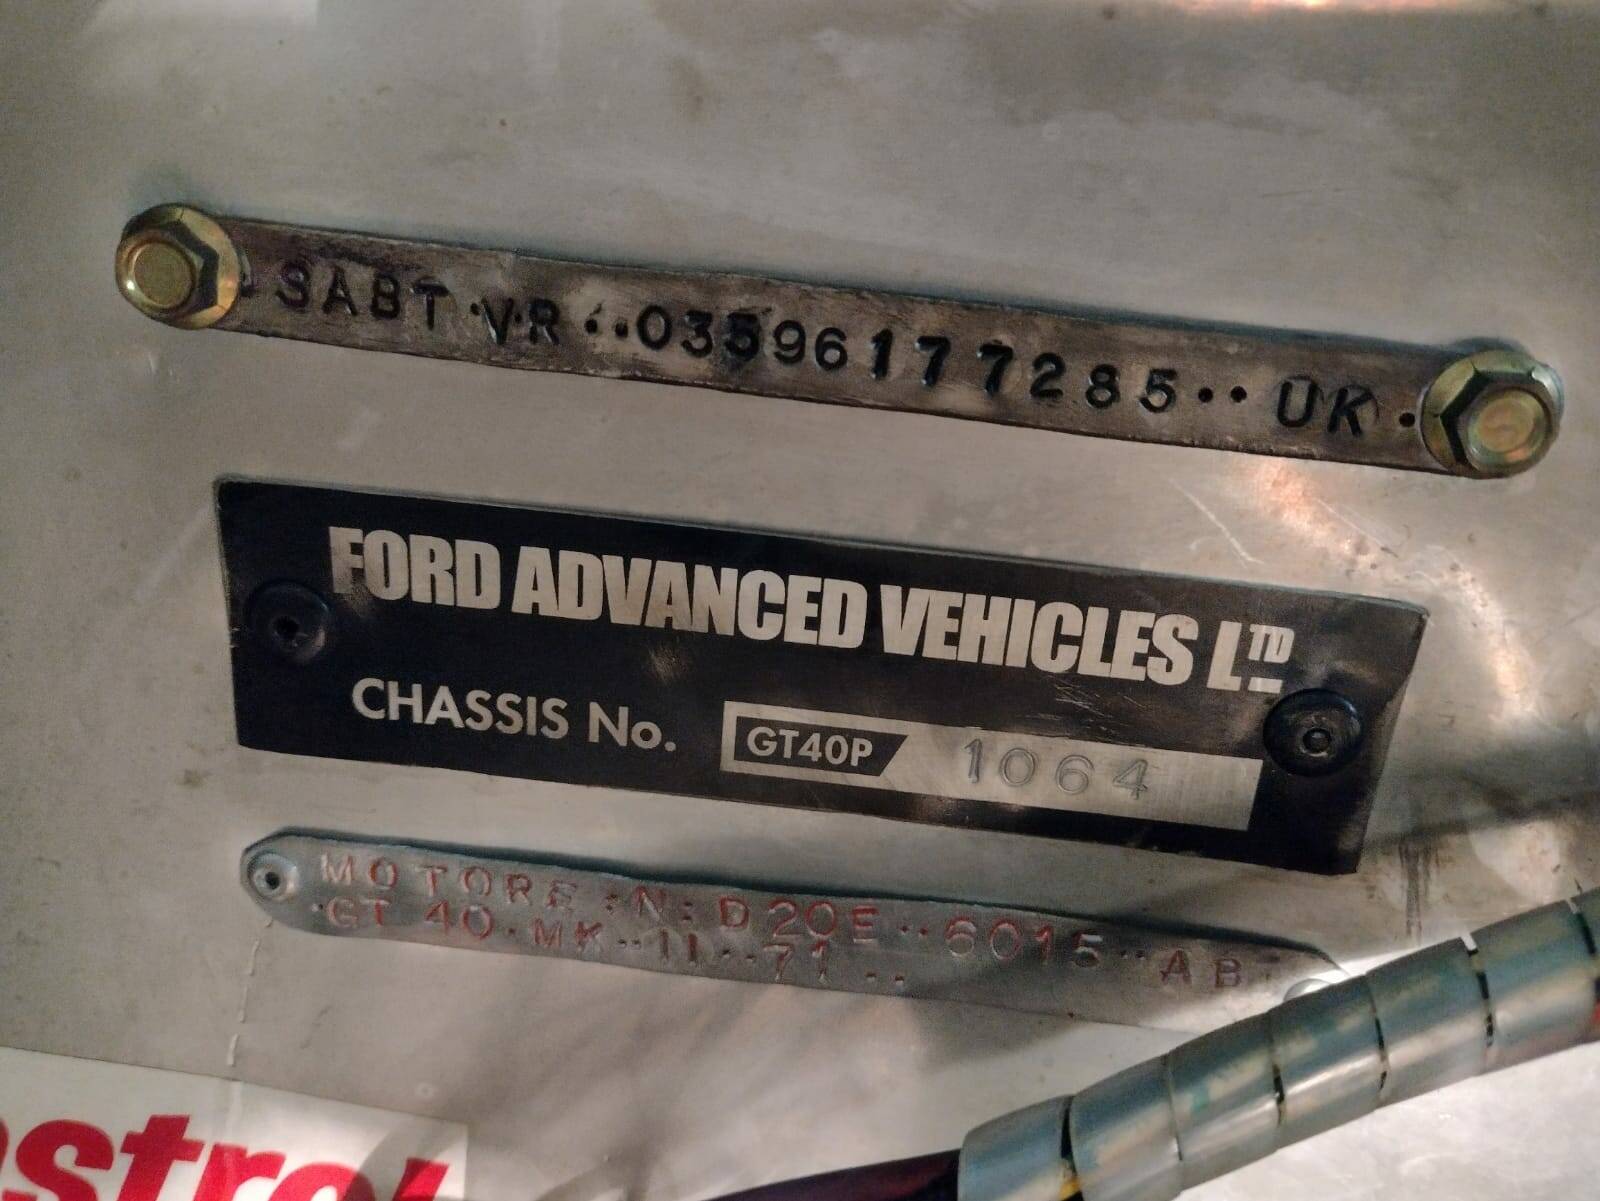 SABT·V·R··03596177285·· UK·
FORD ADVANCED VEHICLES LTD
CHASSIS No. GT40P 1064
MOTORE:N:D20E··6015··AB
·GT 40·MK··II··71··